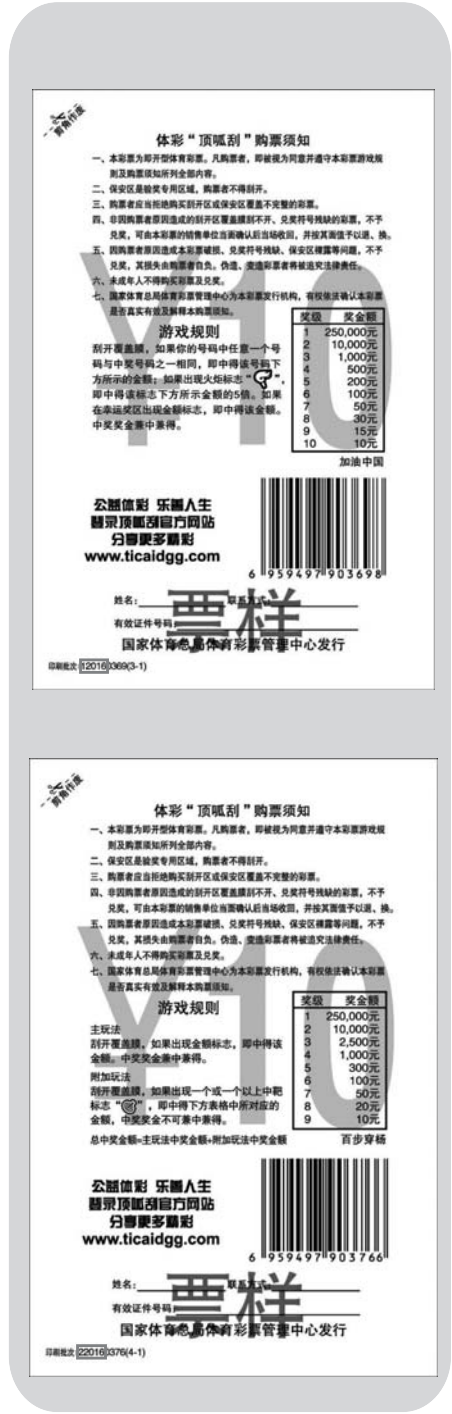 剪角作废
体彩“顶呱刮”购票须知
一、本彩票为即开型体育彩票。凡购票者，即被视为同意并遵守本彩票游戏规
则及购票须知所列全部内容。
二、保安区是验奖专用区域，购票者不得刮开。
三、购票者应当拒绝购买刮开区或保安区覆盖不完整的彩票。
四、非因购票者原因造成的刮开区覆盖膜刮不开、兑奖符号残缺的彩票，不予
兑奖，可由本彩票的销售单位当面确认后当场收回，并按其面值予以退、换。
五、因购票者原因造成本彩票破损、兑奖符号残缺、保安区裸露等问题，不予
兑奖，其损失由购票者自负。伪造、变造彩票者将被追究法律责任。
六、未成年人不得购买彩票及兑奖。
七、国家体育总局体育彩票管理中心为本彩票发行机构，有权依法确认本彩票
是否真实有效及解释本购票须知。
¥10
游戏规则
刮开覆盖膜，如果你的号码中任意一个号
码与中奖号码之一相同，即中得该号码下
方所示的金额；如果出现火炬标志“”，
即中得该标志下方所示金额的5倍。如果
在幸运奖区出现金额标志，即中得该金额。
中奖奖金兼中兼得。
奖级 奖金额
1 250,000元
2 10,000元
3 1,000元
4 500元
5 200元
6 100元
7 50元
8 30元
9 15元
10 10元
加油中国
公益体彩 乐善人生
登录顶呱刮官方网站
分享更多精彩
www.ticaidgg.com
6 959497 903698
姓名： 联系方式：
有效证件号码：
票样
国家体育总局体育彩票管理中心发行
印刷批次 120160369(3-1)
剪角作废
体彩“顶呱刮”购票须知
一、本彩票为即开型体育彩票。凡购票者，即被视为同意并遵守本彩票游戏规
则及购票须知所列全部内容。
二、保安区是验奖专用区域，购票者不得刮开。
三、购票者应当拒绝购买刮开区或保安区覆盖不完整的彩票。
四、非因购票者原因造成的刮开区覆盖膜刮不开、兑奖符号残缺的彩票，不予
兑奖，可由本彩票的销售单位当面确认后当场收回，并按其面值予以退、换。
五、因购票者原因造成本彩票破损、兑奖符号残缺、保安区裸露等问题，不予
兑奖，其损失由购票者自负。伪造、变造彩票者将被追究法律责任。
六、未成年人不得购买彩票及兑奖。
七、国家体育总局体育彩票管理中心为本彩票发行机构，有权依法确认本彩票
是否真实有效及解释本购票须知。
¥10
游戏规则
主玩法
刮开覆盖膜，如果出现金额标志，即中得该
金额。中奖奖金兼中兼得。
附加玩法
刮开覆盖膜，如果出现一个或一个以上中靶
标志“”，即中得下方表格中所对应的
金额，中奖奖金不可兼中兼得。
总中奖金额=主玩法中奖金额+附加玩法中奖金额
奖级 奖金额
1 250,000元
2 10,000元
3 2,500元
4 1,000元
5 300元
6 100元
7 50元
8 20元
9 10元
百步穿杨
公益体彩 乐善人生
登录顶呱刮官方网站
分享更多精彩
www.ticaidgg.com
6 959497 903766
姓名： 联系方式：
有效证件号码：
票样
国家体育总局体育彩票管理中心发行
印刷批次 220160376(4-1)